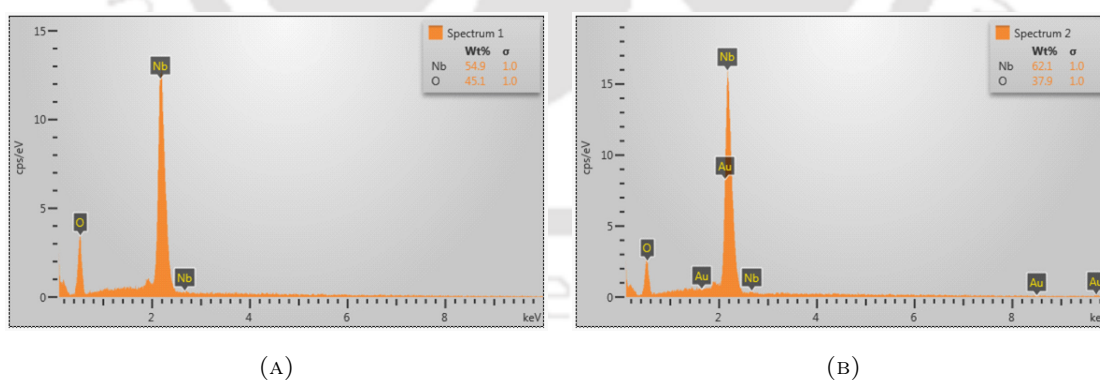 Spectrum 1
Wt% σ
Nb 54.9 1.0
O 45.1 1.0
cps/eV
15
10
5
0
O
Nb
Nb
2 4 6 8 keV
(A)
Spectrum 2
Wt% σ
Nb 62.1 1.0
O 37.9 1.0
cps/eV
15
10
5
0
Nb
Au
O
Au
Nb
Au
Au
2 4 6 8 ke
(B)